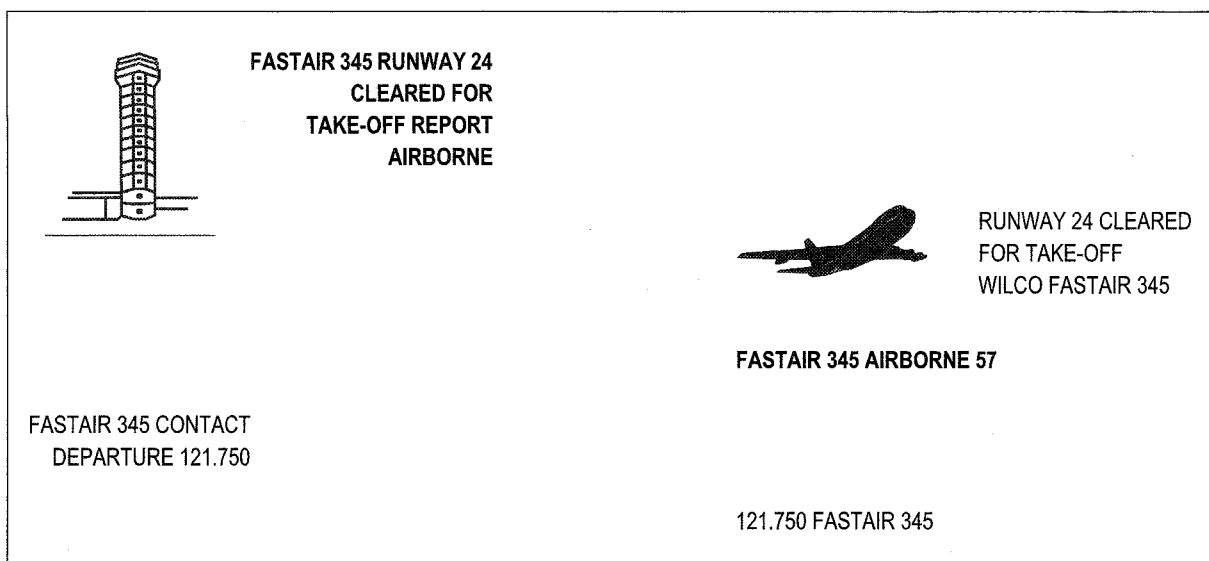 FASTAIR 345 RUNWAY 24
CLEARED FOR
TAKE-OFF REPORT
AIRBORNE
RUNWAY 24 CLEARED
FOR TAKE-OFF
WILCO FASTAIR 345
FASTAIR 345 AIRBORNE 57
FASTAIR 345 CONTACT
DEPARTURE 121.750
121.750 FASTAIR 345